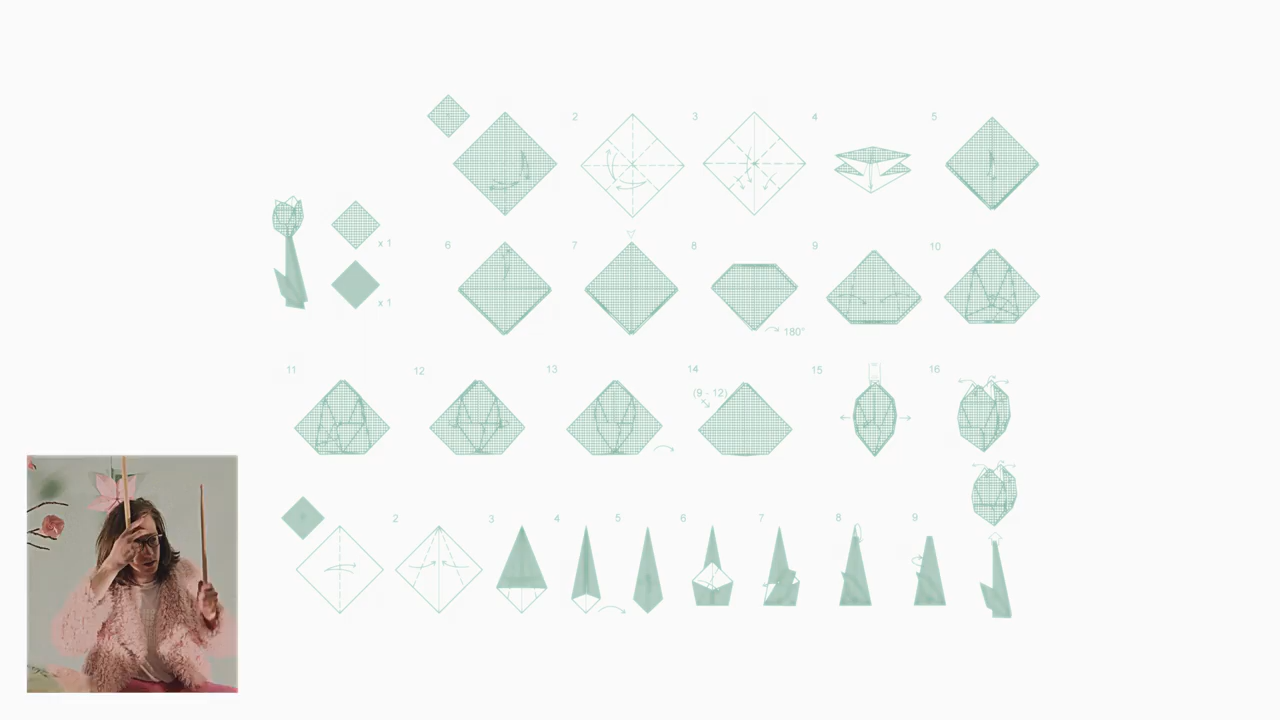 2 3 4 5
x 1
6 7 8 9 10
180°
x 1
11 12 13 14 15 16
(9 - 12)
2 3 4 5 6 7 8 9